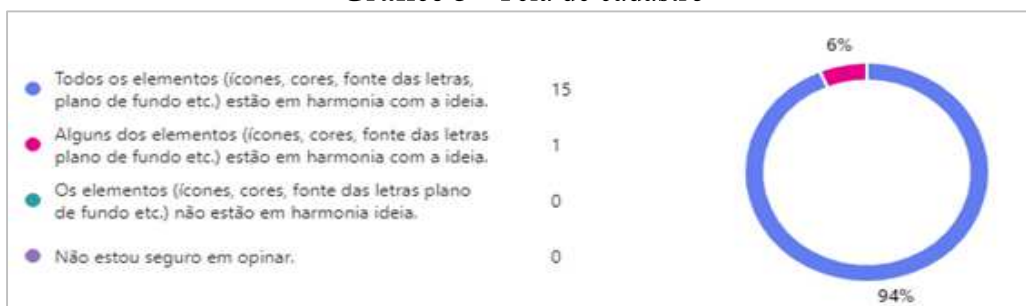 6%
Todos os elementos (ícones, cores, fonte das letras,
plano de fundo etc.) estão em harmonia com a ideia.
15
Alguns dos elementos (ícones, cores, fonte das letras
plano de fundo etc.) estão em harmonia com a ideia.
1
Os elementos (ícones, cores, fonte das letras plano
de fundo etc.) não estão em harmonia ideia.
0
Não estou seguro em opinar.
0
94%